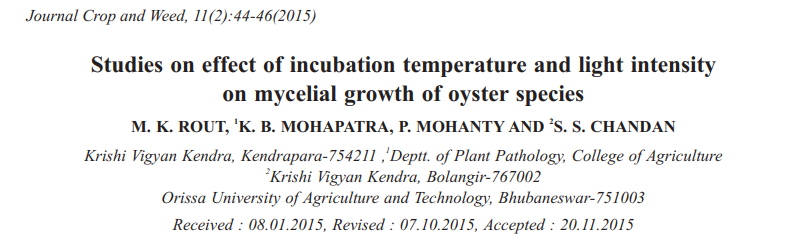 Journal Crop and Weed, 11(2):44-46(2015)
Studies on effect of incubation temperature and light intensity
on mycelial growth of oyster species
M. K. ROUT, ¹K. B. MOHAPATRA, P. MOHANTY AND ²S. S. CHANDAN
Krishi Vigyan Kendra, Kendrapara-754211 ,¹Deptt. of Plant Pathology, College of Agriculture
²Krishi Vigyan Kendra, Bolangir-767002
Orissa University of Agriculture and Technology, Bhubaneswar-751003
Received : 08.01.2015, Revised : 07.10.2015, Accepted : 20.11.2015